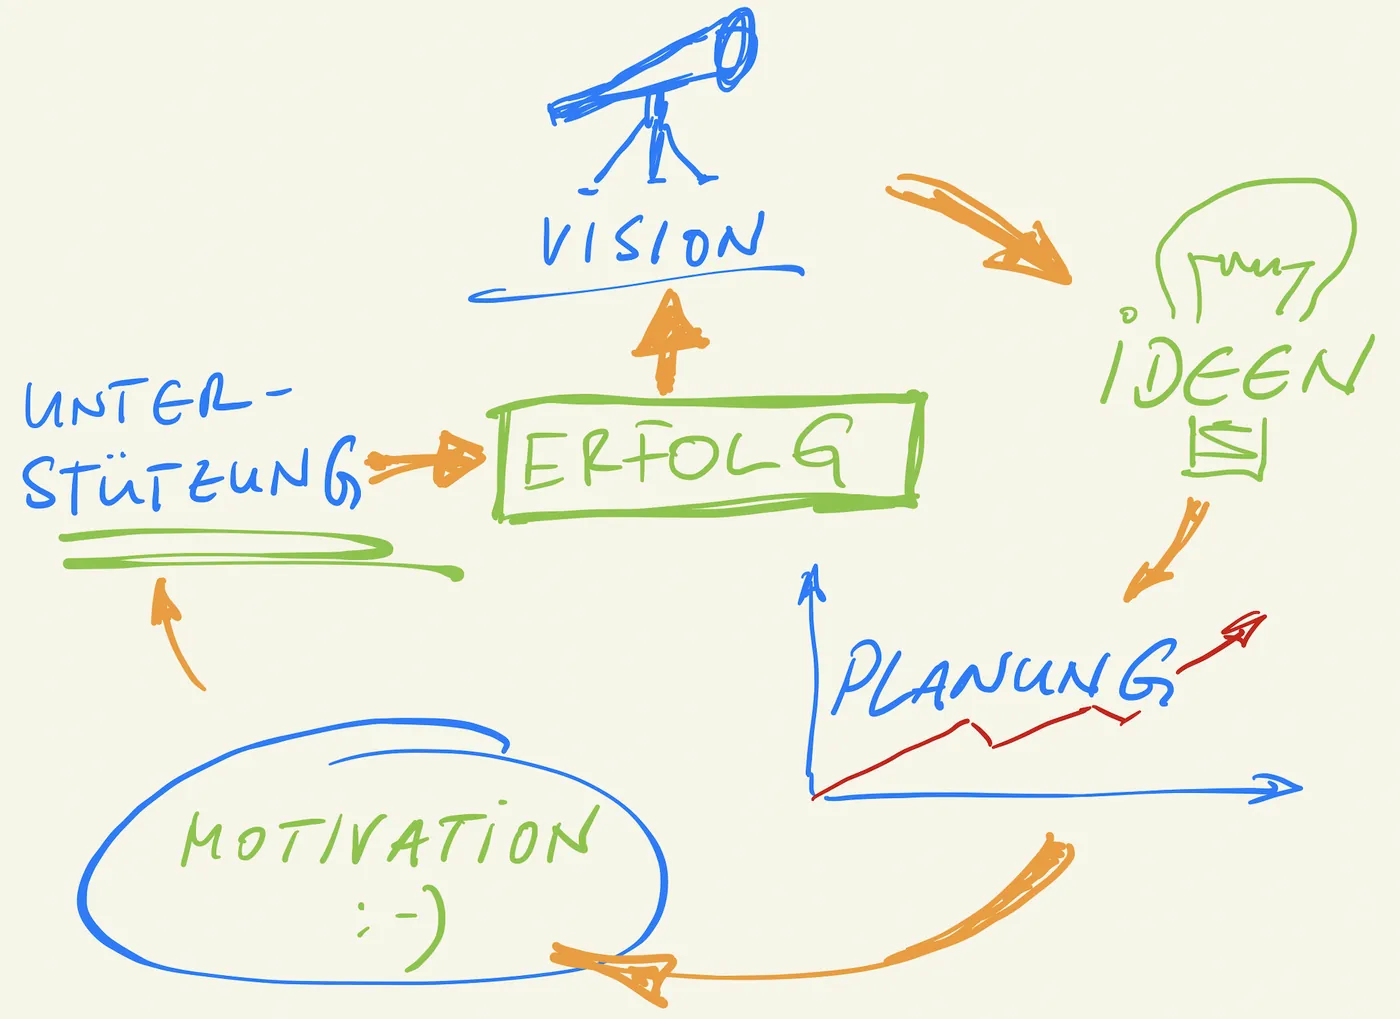 VISION
iDEEN
UNTER-
STÜTZUNG
ERFOLG
PLANUNG
MOTIVATiON
:-)